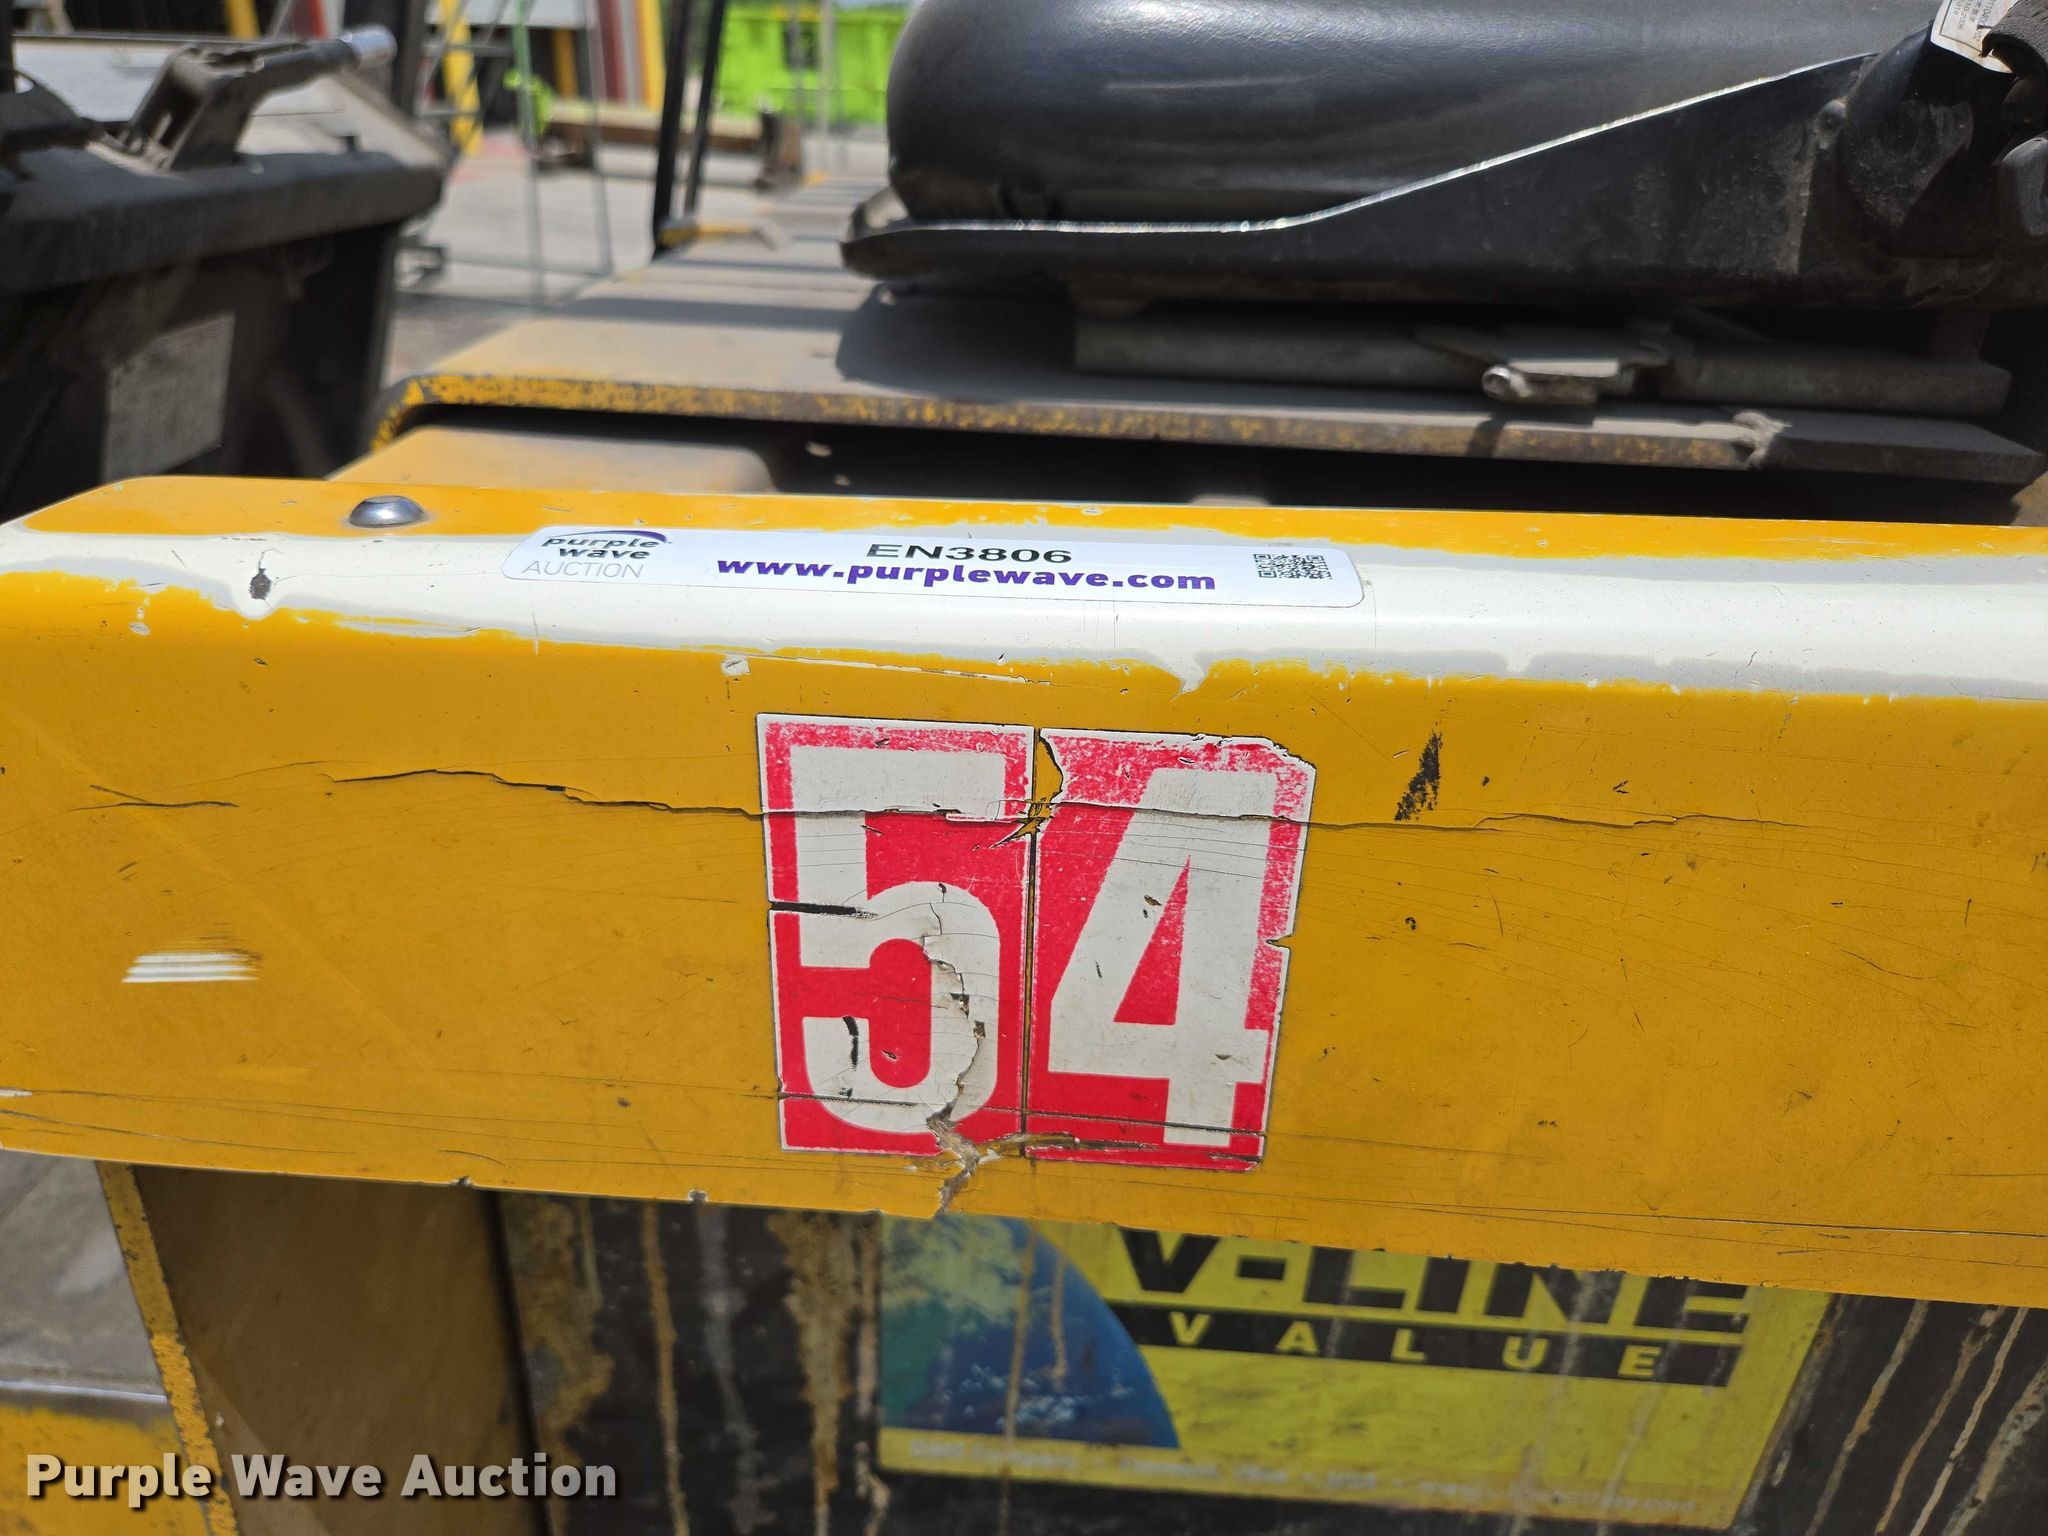 purple
wave
AUCTION
EN3806
www.purplewave.com
54
V-LINE
VALUE
Purple Wave Auction